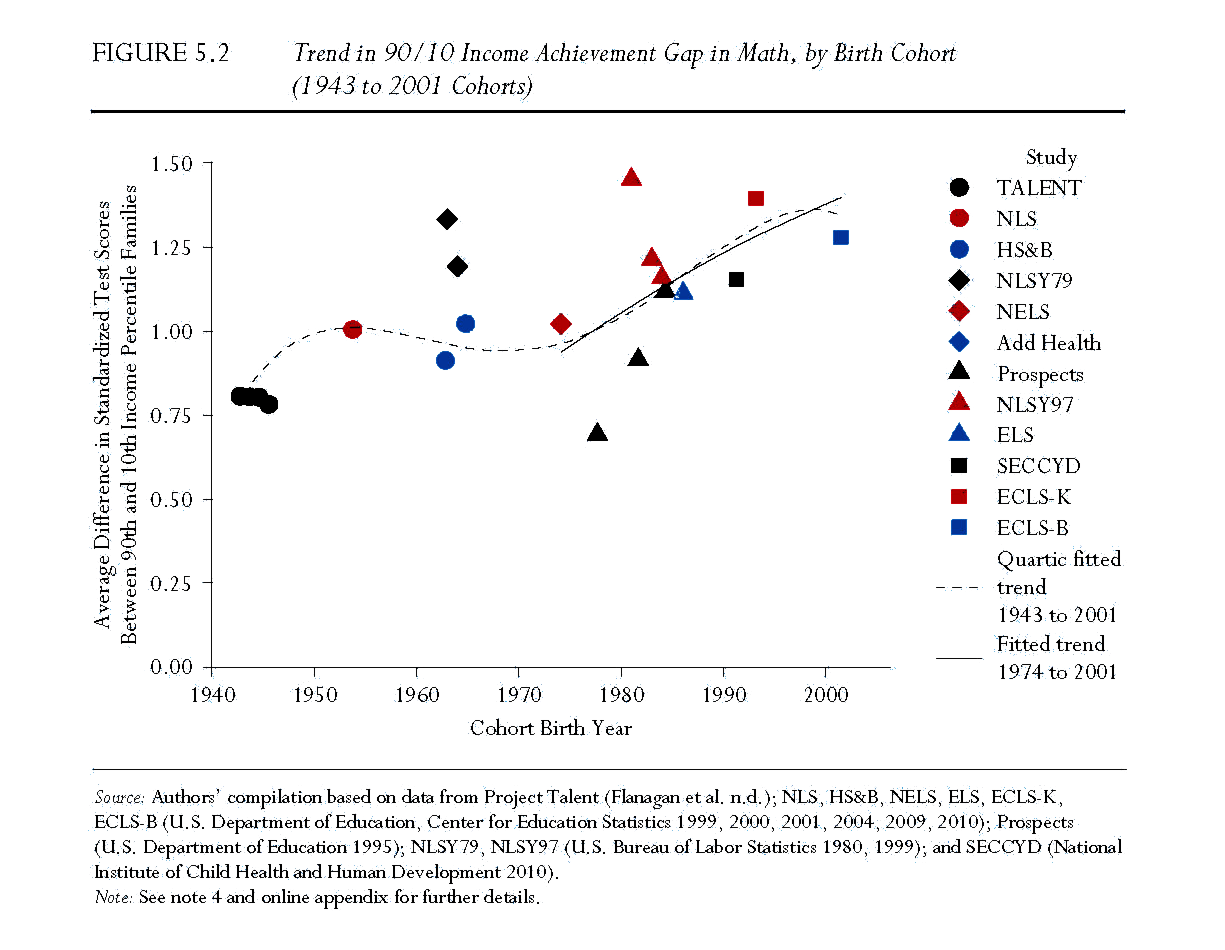 FIGURE 5.2 Trend in 90/10 Income Achievement Gap in Math, by Birth Cohort
(1943 to 2001 Cohorts)
Average Difference in Standardized Test Scores
Between 90th and 10th Income Percentile Families
1.50
1.25
1.00
0.75
0.50
0.25
0.00
1940 1950 1960 1970 1980 1990 2000
Cohort Birth Year
Study
TALENT
NLS
HS&B
NLSY79
NELS
Add Health
Prospects
NLSY97
ELS
SECCYD
ECLS-K
ECLS-B
Quartic fitted
trend
1943 to 2001
Fitted trend
1974 to 2001
Source: Authors’ compilation based on data from Project Talent (Flanagan et al. n.d.); NLS, HS&B, NELS, ELS, ECLS-K,
ECLS-B (U.S. Department of Education, Center for Education Statistics 1999, 2000, 2001, 2004, 2009, 2010); Prospects
(U.S. Department of Education 1995); NLSY79, NLSY97 (U.S. Bureau of Labor Statistics 1980, 1999); and SECCYD (National
Institute of Child Health and Human Development 2010).
Note: See note 4 and online appendix for further details.